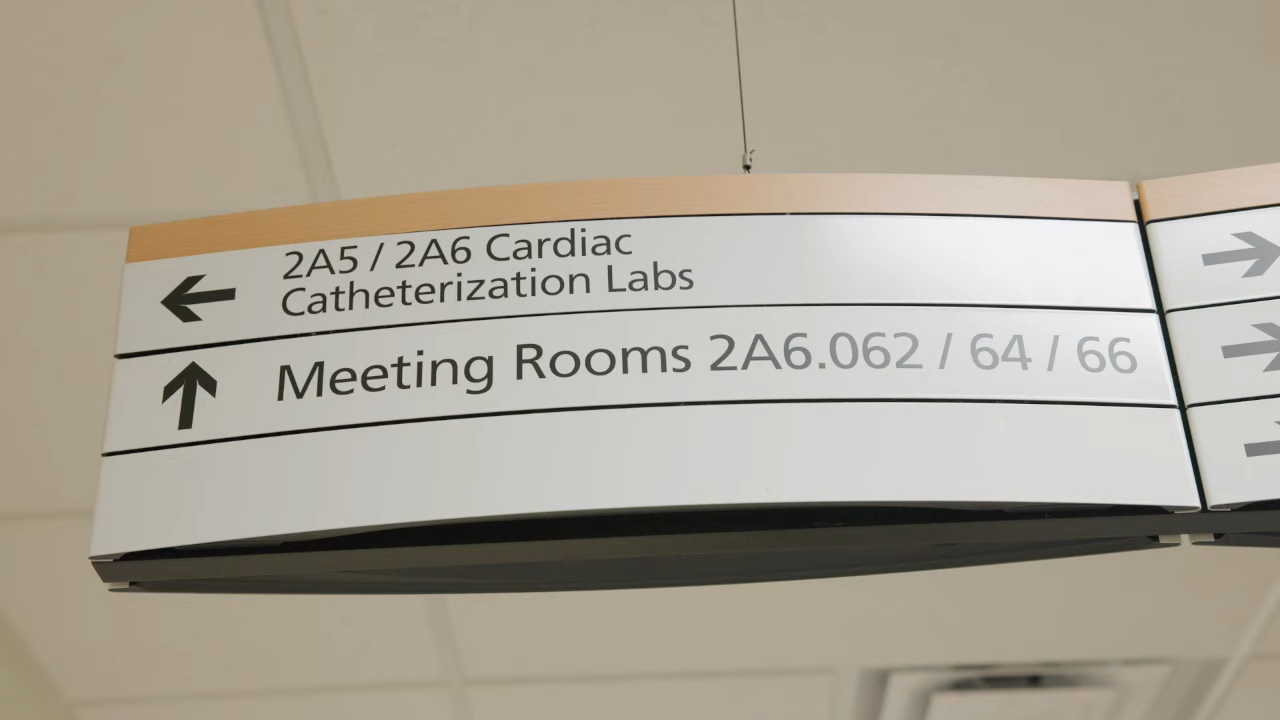 2A5 / 2A6 Cardiac
Catheterization Labs
Meeting Rooms 2A6.062 / 64 / 66